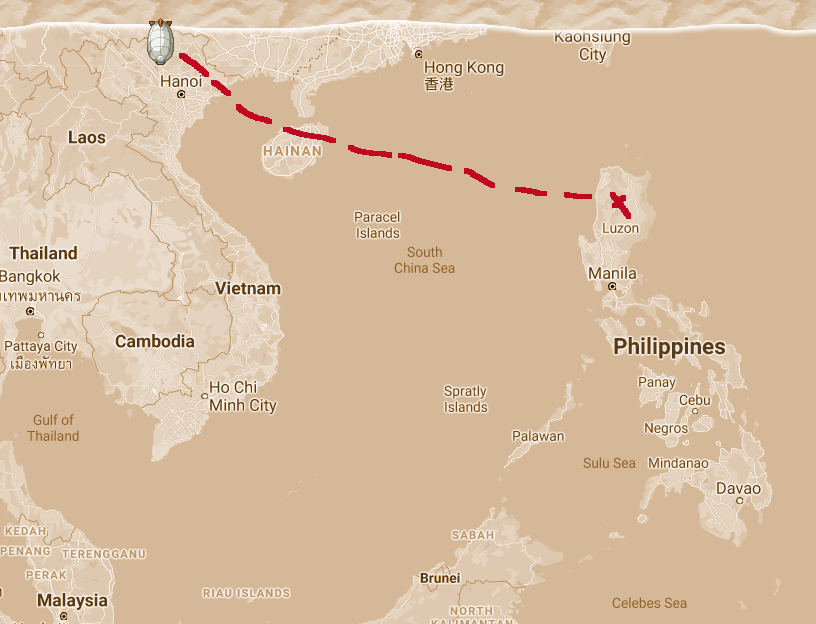 Kaohsiung
City
Hong Kong
香港
Hanoi
Laos
HAINAN
Paracel
Islands
Luzon
South
China Sea
Thailand
Bangkok
เทพมหานคร
Manila
Vietnam
Cambodia
Pattaya City
เมืองพัทยา
Philippines
Ho Chi
Minh City
Spratly
Islands
Panay
Cebu
Gulf of
Thailand
Negros
Palawan
Sulu Sea
Mindanao
Davao
KEDAH
PENANG
TERENGGANU
SABAH
PERAK
Brunei
RIAU ISLANDS
Malaysia
Celebes Sea
NORTH
KALIMANTAN